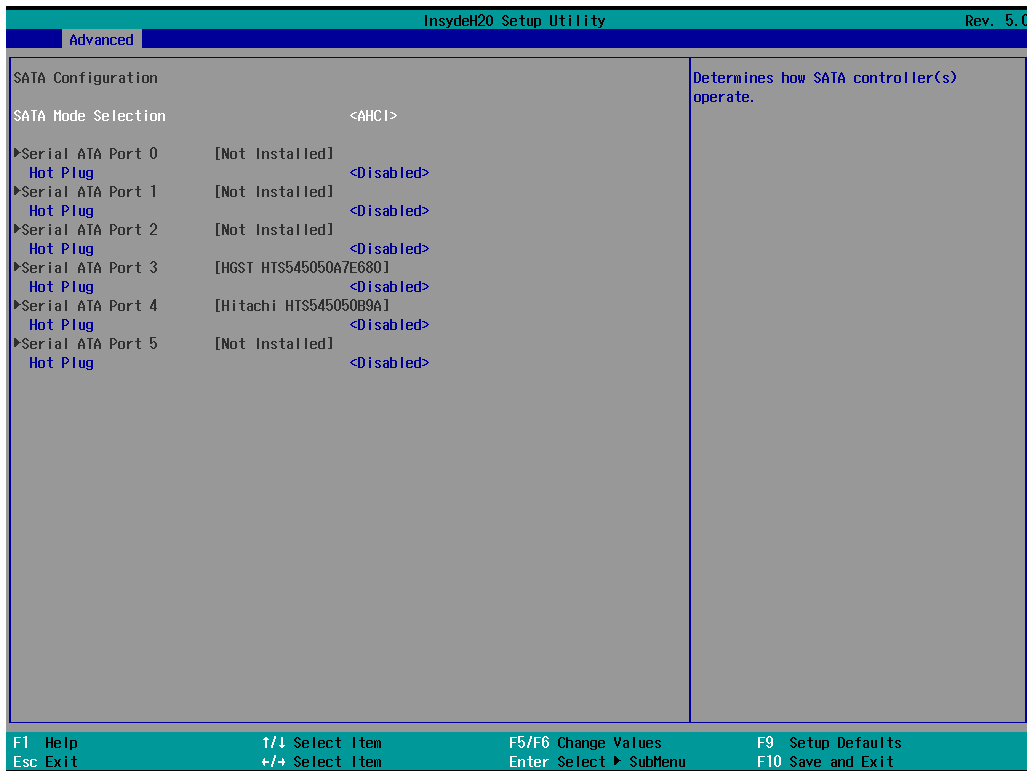 InsydeH20 Setup Utility Rev. 5.0
Advanced
SATA Configuration
SATA Mode Selection <AHCI>
▶Serial ATA Port 0 [Not Installed]
Hot Plug <Disabled>
▶Serial ATA Port 1 [Not Installed]
Hot Plug <Disabled>
▶Serial ATA Port 2 [Not Installed]
Hot Plug <Disabled>
▶Serial ATA Port 3 [HGST HTS545050A7E680]
Hot Plug <Disabled>
▶Serial ATA Port 4 [Hitachi HTS545050B9A]
Hot Plug <Disabled>
▶Serial ATA Port 5 [Not Installed]
Hot Plug <Disabled>
Determines how SATA controller(s)
operate.
F1 Help ↑/↓ Select Item F5/F6 Change Values F9 Setup Defaults
Esc Exit ←/→ Select Item Enter Select ▶ SubMenu F10 Save and Exit